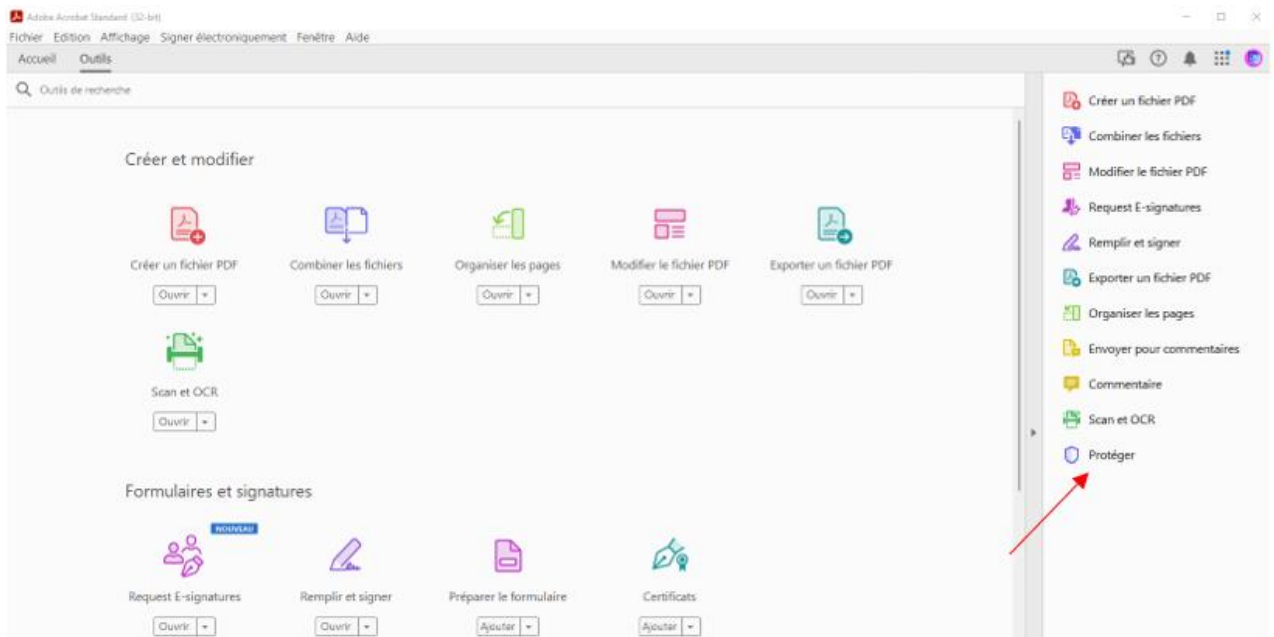 Adobe Acrobat Standard (32-bit)
Fichier Edition Affichage Signer électroniquement Fenêtre Aide
Accueil Outils
Outils de recherche
Créer et modifier
Créer un fichier PDF Combiner les fichiers Organiser les pages Modifier le fichier PDF Exporter un fichier PDF
Ouvrir Ouvrir Ouvrir Ouvrir Ouvrir
Scan et OCR
Ouvrir
Formulaires et signatures
NOUVEAU
Request E-signatures Remplir et signer Préparer le formulaire Certificats
Ouvrir Ouvrir Ajouter Ajouter
Créer un fichier PDF
Combiner les fichiers
Modifier le fichier PDF
Request E-signatures
Remplir et signer
Exporter un fichier PDF
Organiser les pages
Envoyer pour commentaires
Commentaire
Scan et OCR
Protéger